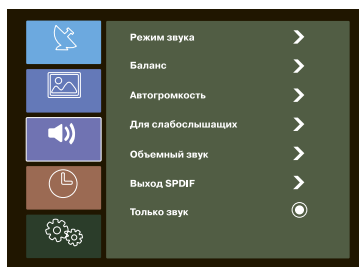 Режим звука
Баланс
Автогромкость
Для слабослышащих
Объемный звук
Выход SPDIF
Только звук